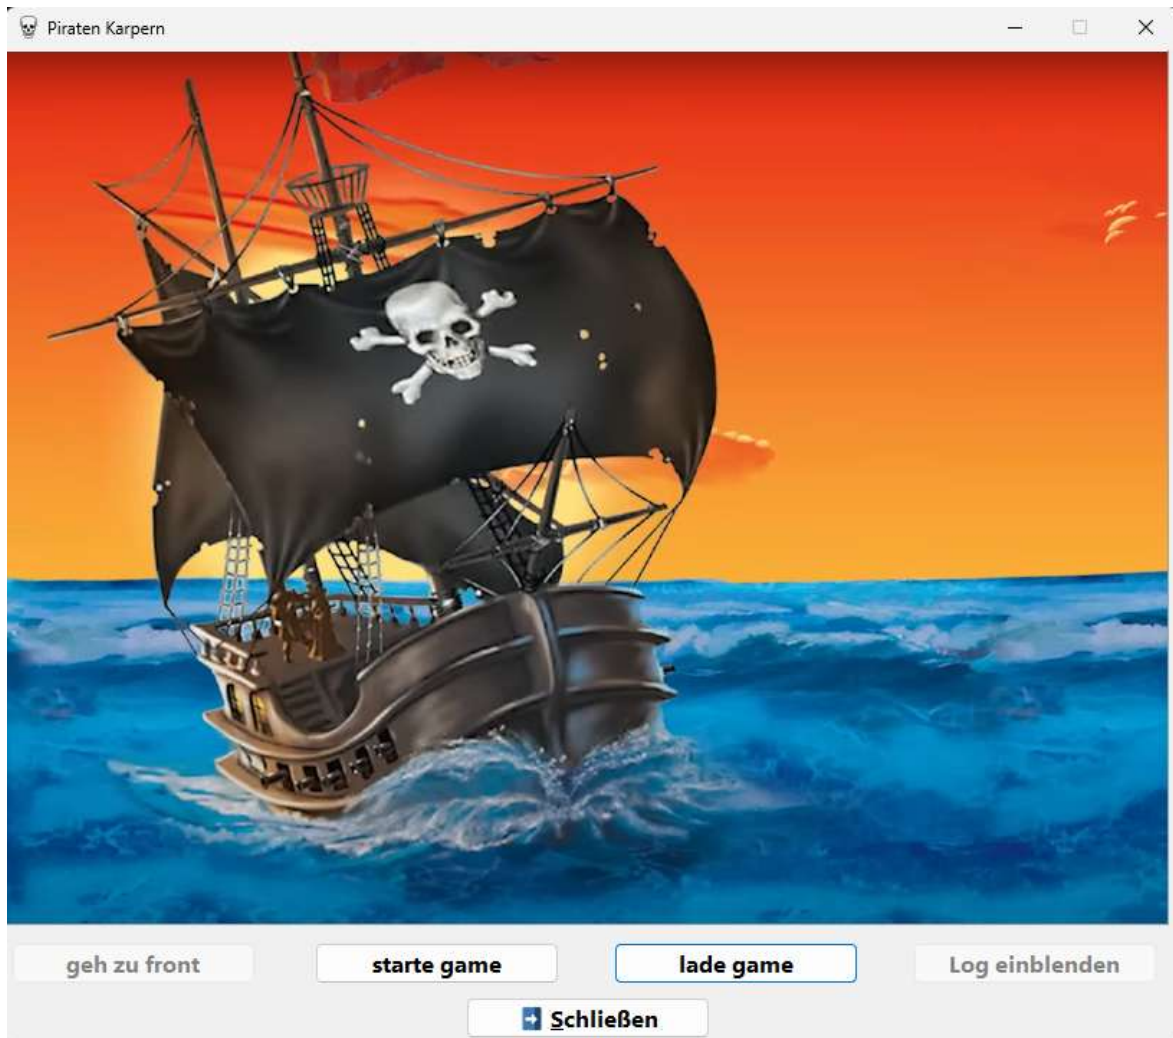 Piraten Karpern
geh zu front
starte game
lade game
Log einblenden
Schließen